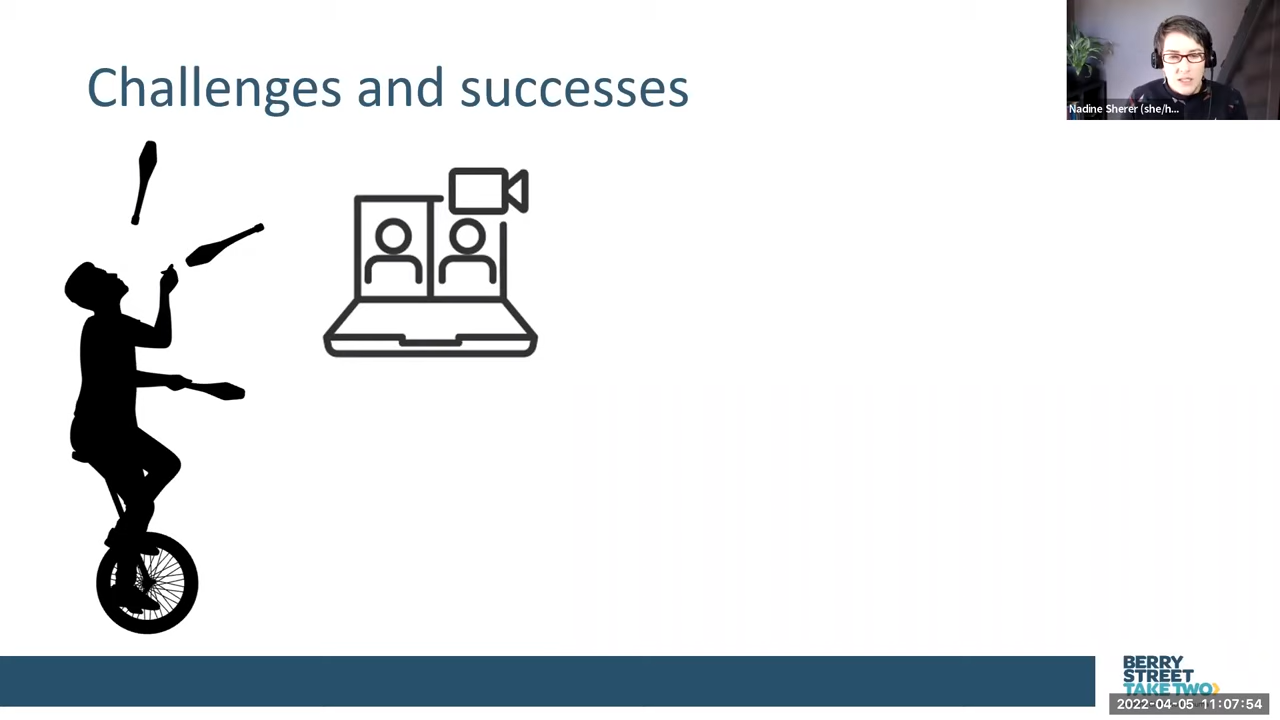 Challenges and successes
Nadine Sherer (she/h...
BERRY
STREET
TAKE TWO
2022-04-05 11:07:54